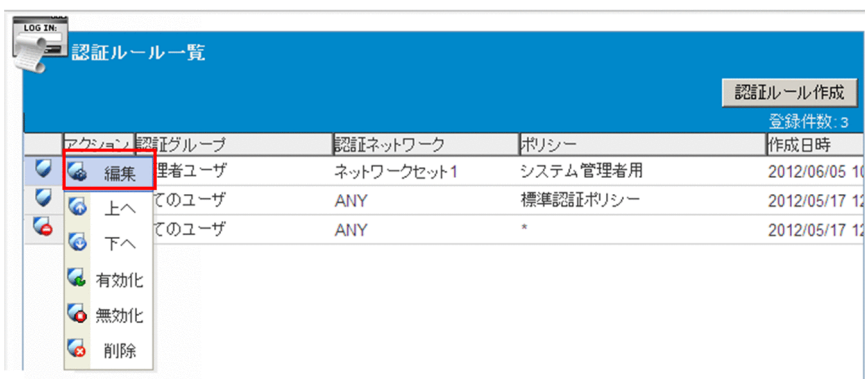 LOG IN:
認証ルール一覧
認証ルール作成
登録件数: 3
アクション 認証グループ 認証ネットワーク ポリシー 作成日時
理者ユーザ ネットワークセット1 システム管理者用 2012/06/05 10
てのユーザ ANY 標準認証ポリシー 2012/05/17 12
てのユーザ ANY * 2012/05/17 12
編集
上へ
下へ
有効化
無効化
削除